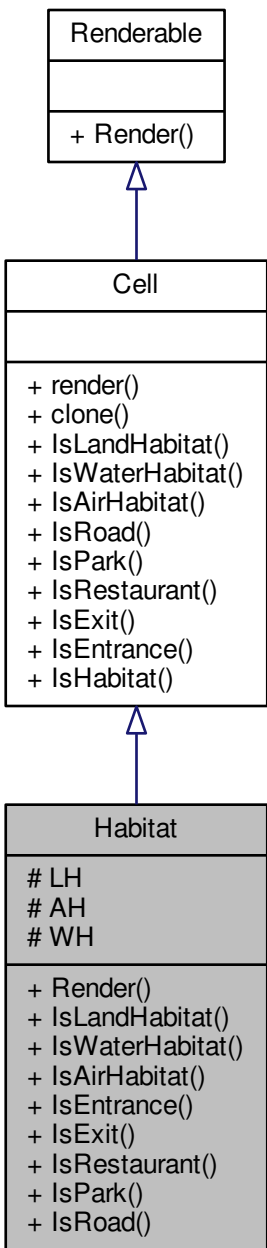 Renderable
+ Render()
Cell
+ render()
+ clone()
+ IsLandHabitat()
+ IsWaterHabitat()
+ IsAirHabitat()
+ IsRoad()
+ IsPark()
+ IsRestaurant()
+ IsExit()
+ IsEntrance()
+ IsHabitat()
Habitat
# LH
# AH
# WH
+ Render()
+ IsLandHabitat()
+ IsWaterHabitat()
+ IsAirHabitat()
+ IsEntrance()
+ IsExit()
+ IsRestaurant()
+ IsPark()
+ IsRoad()